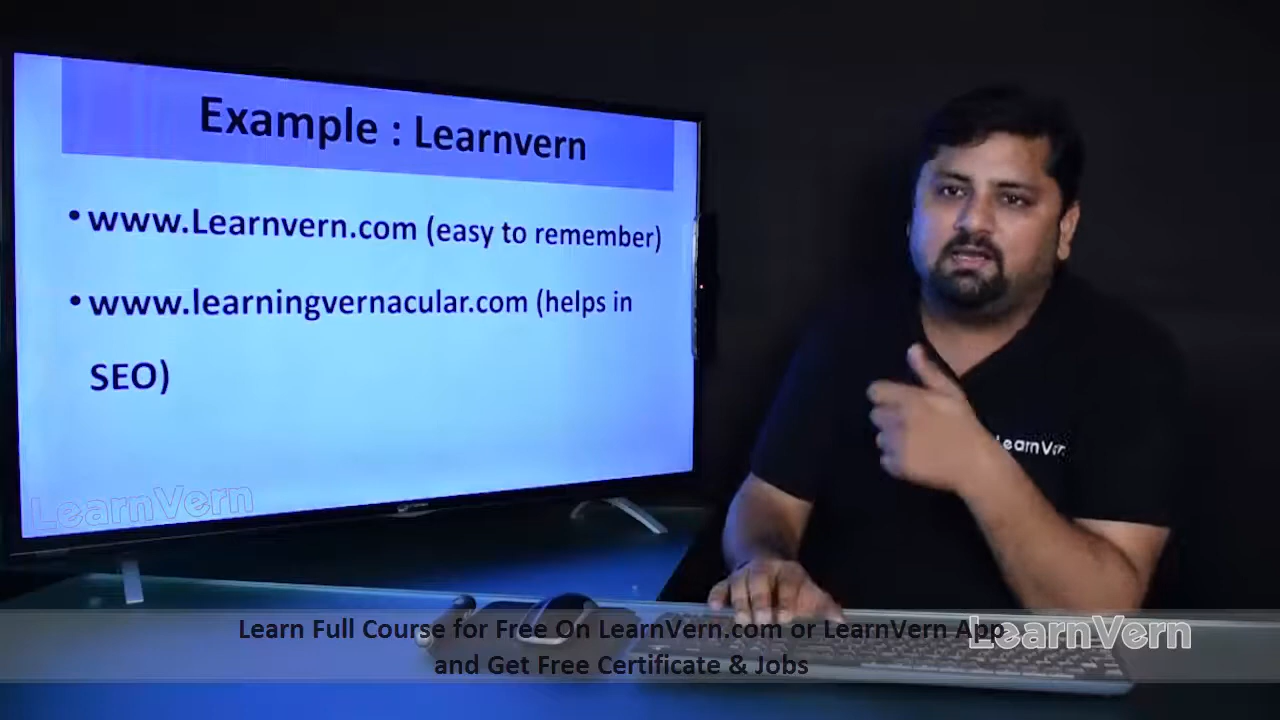 Example : Learnvern
• www.Learnvern.com (easy to remember)
• www.learningvernacular.com (helps in
SEO)
LearnVern
LearnVern
Learn Full Course for Free On LearnVern.com or LearnVern App
and Get Free Certificate & Jobs
LearnVern